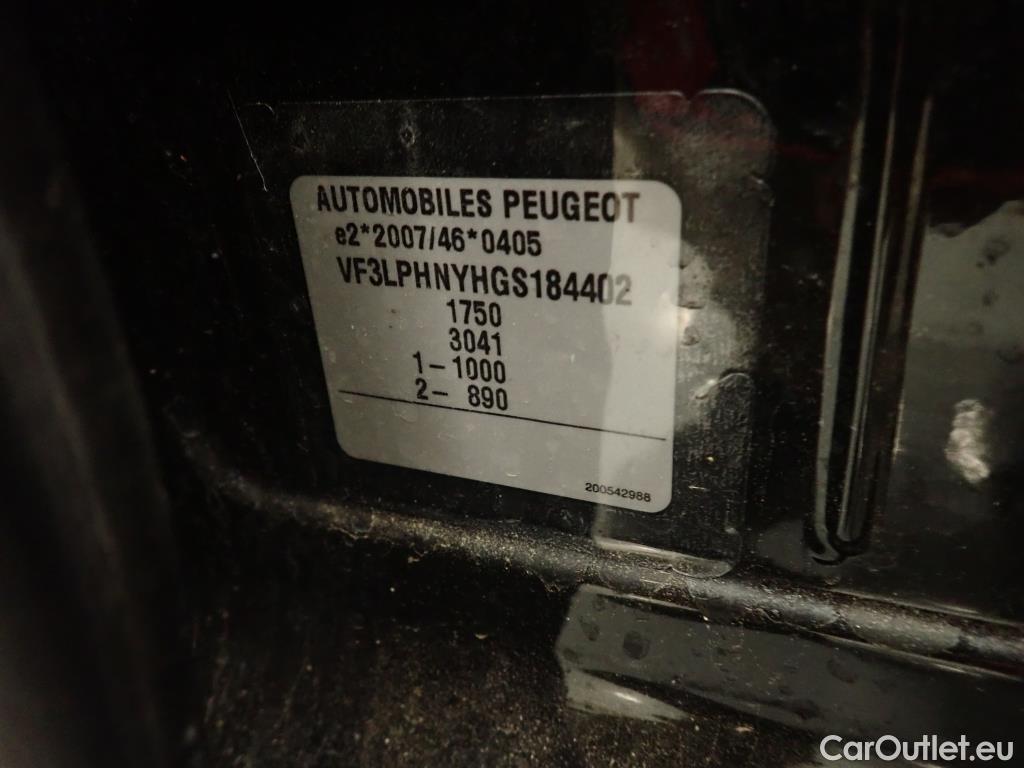 AUTOMOBILES PEUGEOT
e2*2007/46*0405
VF3LPHNYHGS184402
1750
3041
1- 1000
2- 890
200542988
CarOutlet.eu